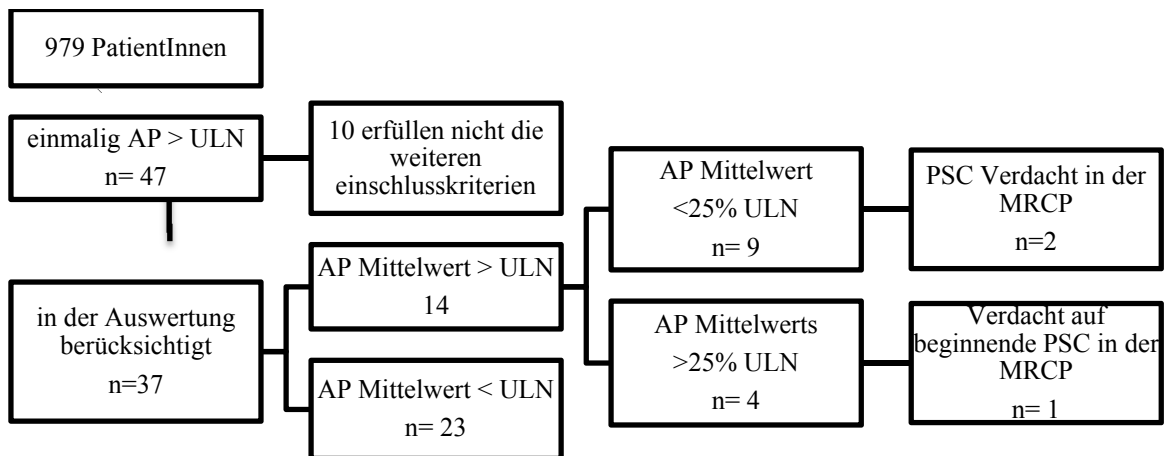 979 PatientInnen
einmalig AP > ULN
n= 47
10 erfüllen nicht die
weiteren
einschlusskriterien
in der Auswertung
berücksichtigt
n=37
AP Mittelwert > ULN
14
AP Mittelwert < ULN
n= 23
AP Mittelwert
<25% ULN
n= 9
AP Mittelwerts
>25% ULN
n= 4
PSC Verdacht in der
MRCP
n=2
Verdacht auf
beginnende PSC in der
MRCP
n= 1